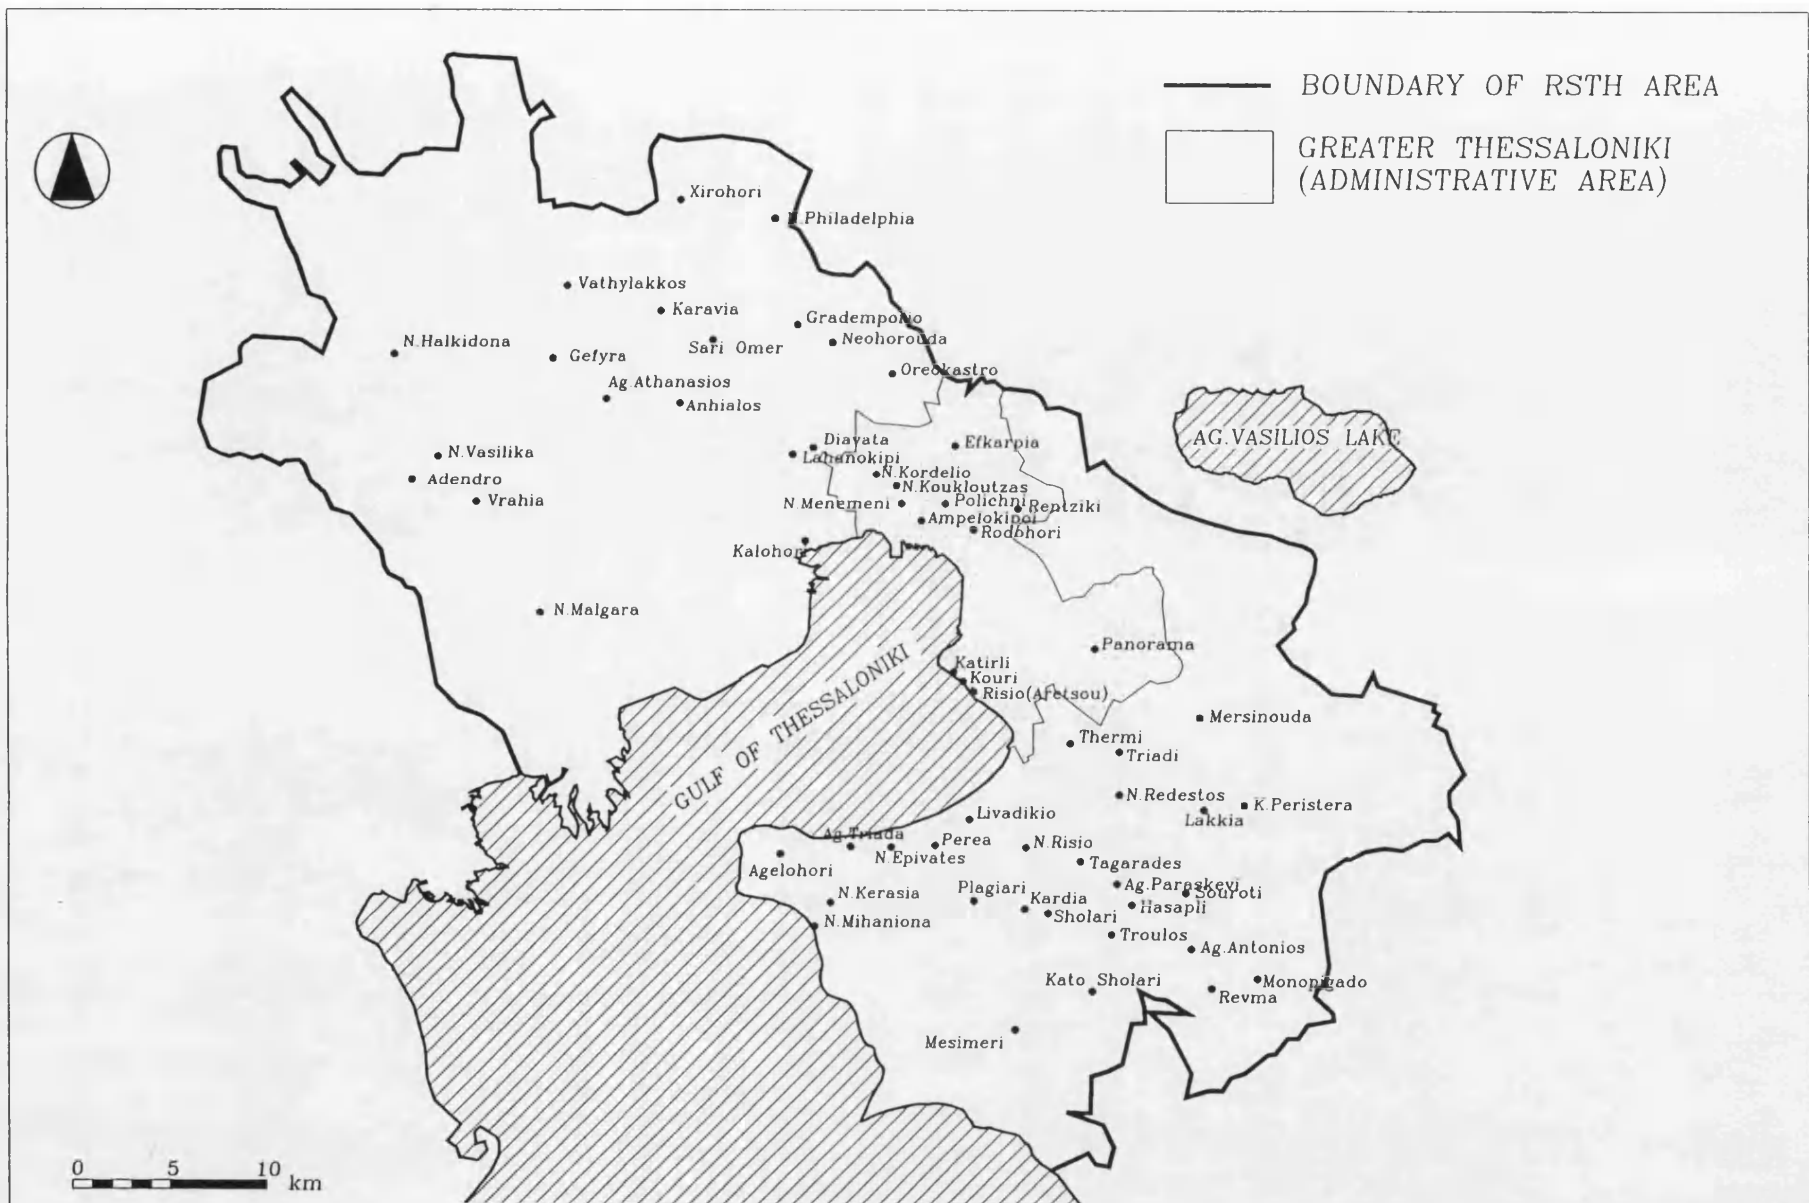 BOUNDARY OF RSTH AREA
GREATER THESSALONIKI
(ADMINISTRATIVE AREA)
Xirohori
N.Philadelphia
Vathylakkos
Karavia
Grademporio
Sari Omer
Neohorouda
N.Halkidona
Gefyra
Oreokastro
Ag.Athanasios
Anhialos
AG.VASILIOS LAKE
Diavata
Efkarpia
N.Vasilika
Lahanokipi
N.Kordelio
Adendro
N.Koukloutzas
Vrahia
N.Menemeni
Polichni
Rentziki
Ampelokipoi
Rodohori
Kalohori
N.Malgara
Panorama
Katirli
Kouri
Risio(Aretsou)
GULF OF THESSALONIKI
Mersinouda
Thermi
Triadi
N.Redestos
K.Peristera
Lakkia
Livadikio
Ag.Triada
Perea
N.Risio
N.Epivates
Tagarades
Agelohori
Ag.Paraskevi
Souroti
Plagiari
N.Kerasia
Kardia
Hasapli
Sholari
N.Mihaniona
Troulos
Ag.Antonios
Kato Sholari
Monopigado
Revma
Mesimeri
0 5 10
km